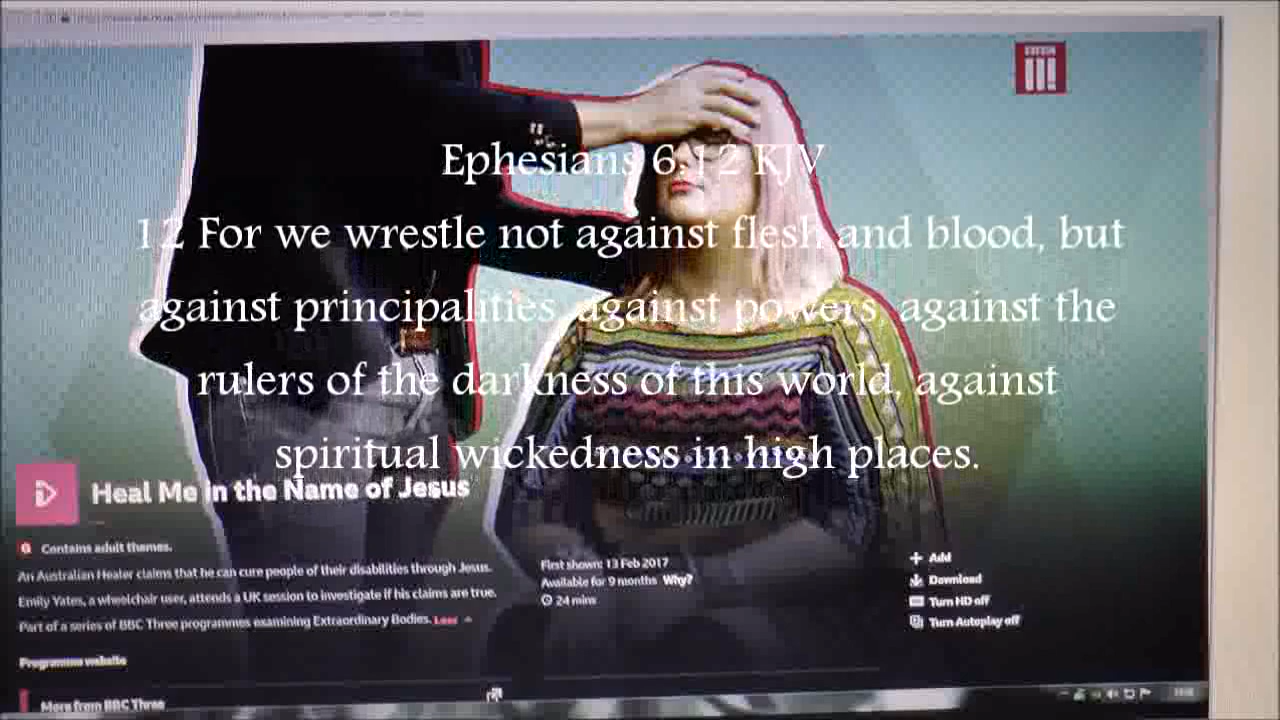 BBC
Ephesians 6:12 KJV
12 For we wrestle not against flesh and blood, but
against principalities, against powers, against the
rulers of the darkness of this world, against
spiritual wickedness in high places.
Heal Me in the Name of Jesus
G Contains adult themes.
An Australian Healer claims that he can cure people of their disabilities through Jesus.
Emily Yates, a wheelchair user, attends a UK session to investigate if his claims are true.
Part of a series of BBC Three programmes examining Extraordinary Bodies. Less
Programme website
More from BBC Three
First shown: 13 Feb 2017
Available for 9 months Why?
24 mins
Add
Download
Turn HD off
Turn Autoplay off